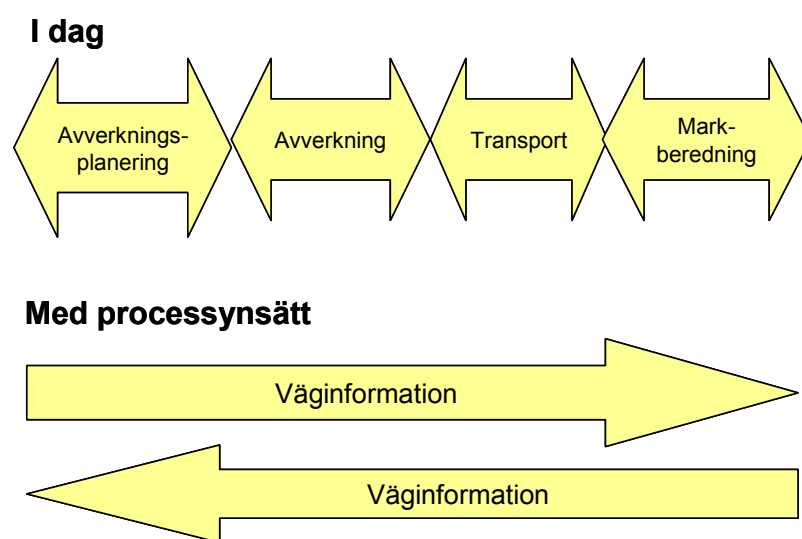 I dag
Avverknings-
planering
Avverkning
Transport
Mark-
beredning
Med processynsätt
Väginformation
Väginformation